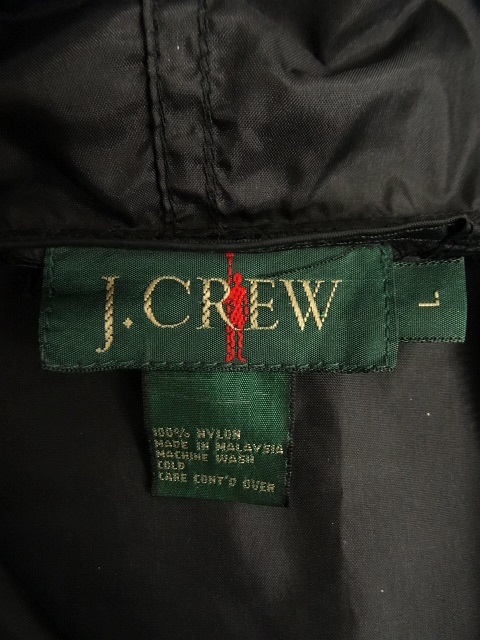 J.CREW
L
100% NYLON
MADE IN MALAYSIA
MACHINE WASH
COLD
CARE CONT'D OVER